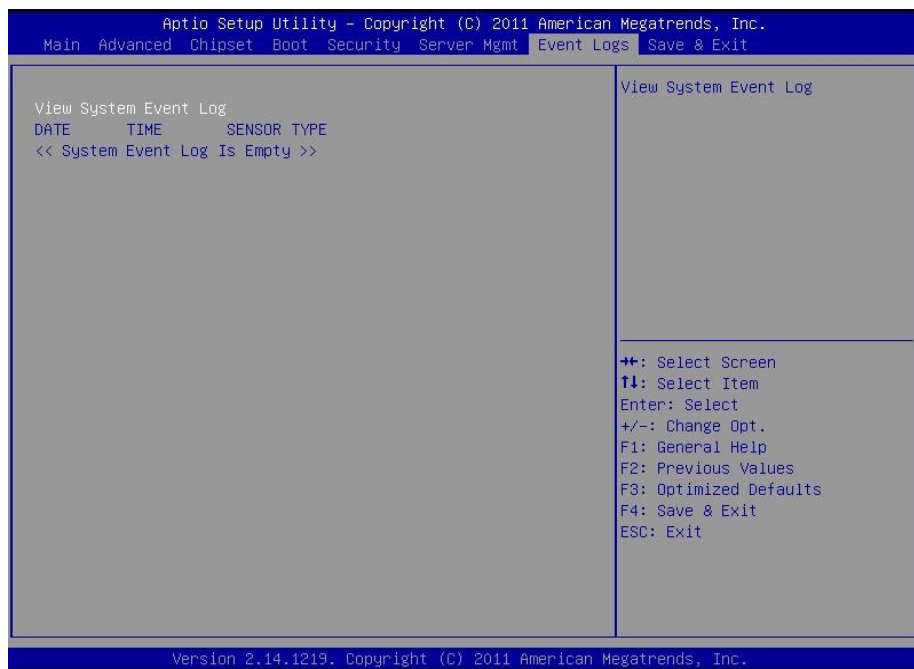 Aptio Setup Utility – Copyright (C) 2011 American Megatrends, Inc.
Main Advanced Chipset Boot Security Server Mgmt Event Logs Save & Exit
View System Event Log
DATE TIME SENSOR TYPE
<< System Event Log Is Empty >>
View System Event Log
→←: Select Screen
↑↓: Select Item
Enter: Select
+/-: Change Opt.
F1: General Help
F2: Previous Values
F3: Optimized Defaults
F4: Save & Exit
ESC: Exit
Version 2.14.1219. Copyright (C) 2011 American Megatrends, Inc.